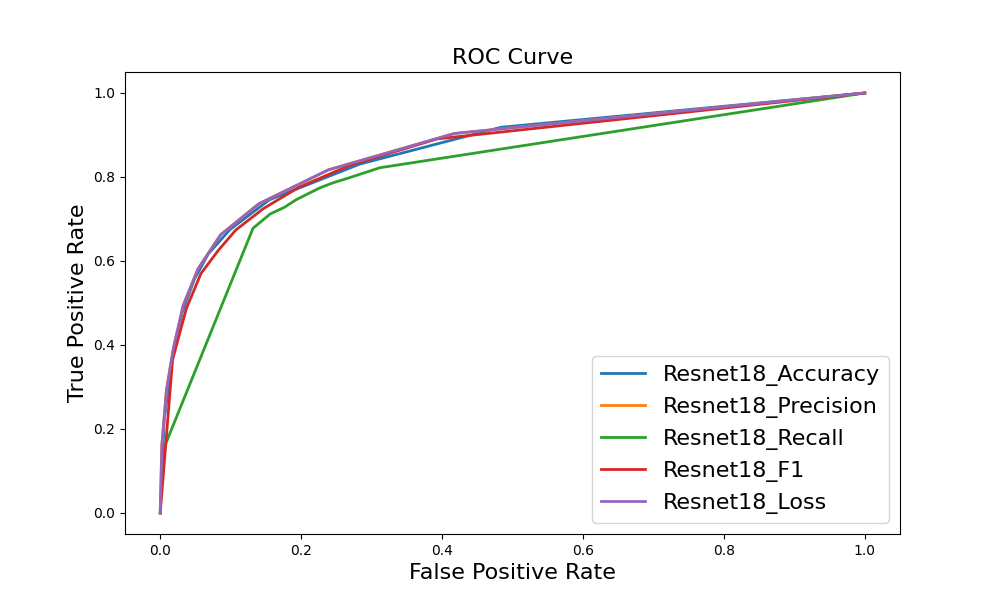 ROC Curve
1.0
0.8
0.6
0.4
0.2
0.0
True Positive Rate
Resnet18_Accuracy
Resnet18_Precision
Resnet18_Recall
Resnet18_F1
Resnet18_Loss
0.0 0.2 0.4 0.6 0.8 1.0
False Positive Rate